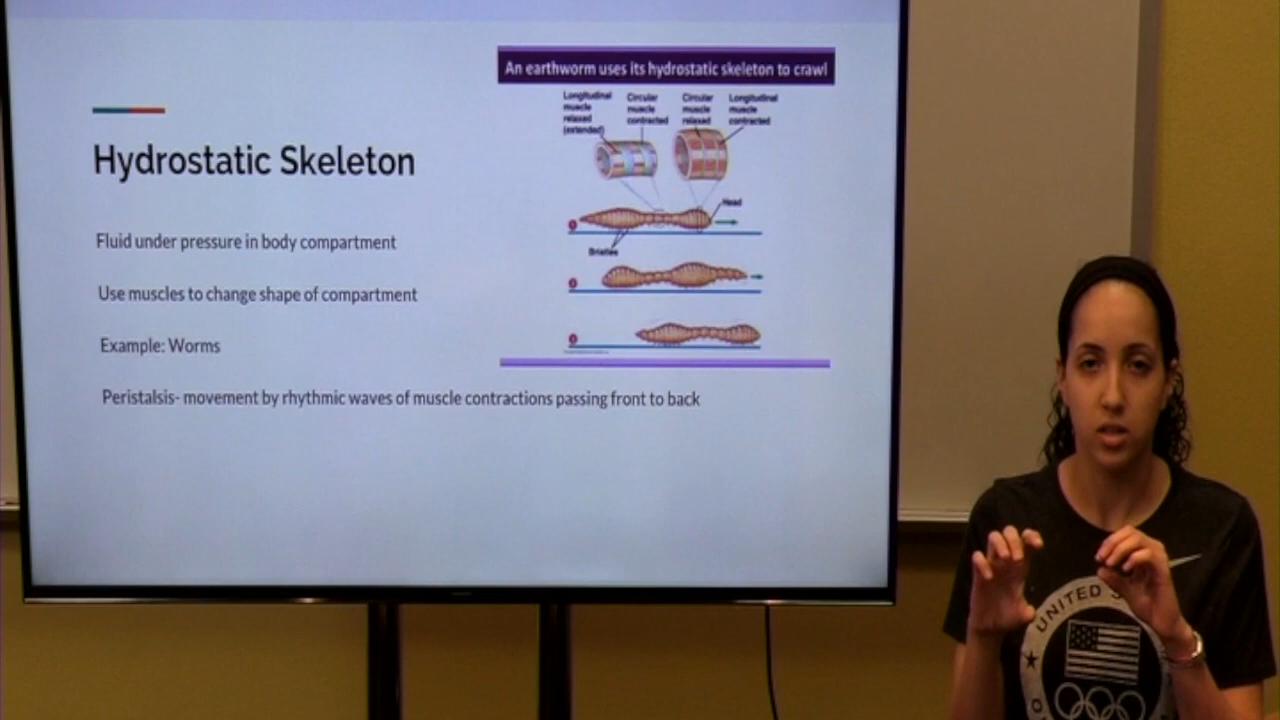 An earthworm uses its hydrostatic skeleton to crawl
Longitudinal
muscle
relaxed
(extended)
Circular
muscle
contracted
Circular
muscle
relaxed
Longitudinal
muscle
contracted
Head
Bristles
Hydrostatic Skeleton
Fluid under pressure in body compartment
Use muscles to change shape of compartment
Example: Worms
Peristalsis- movement by rhythmic waves of muscle contractions passing front to back
UNITED S